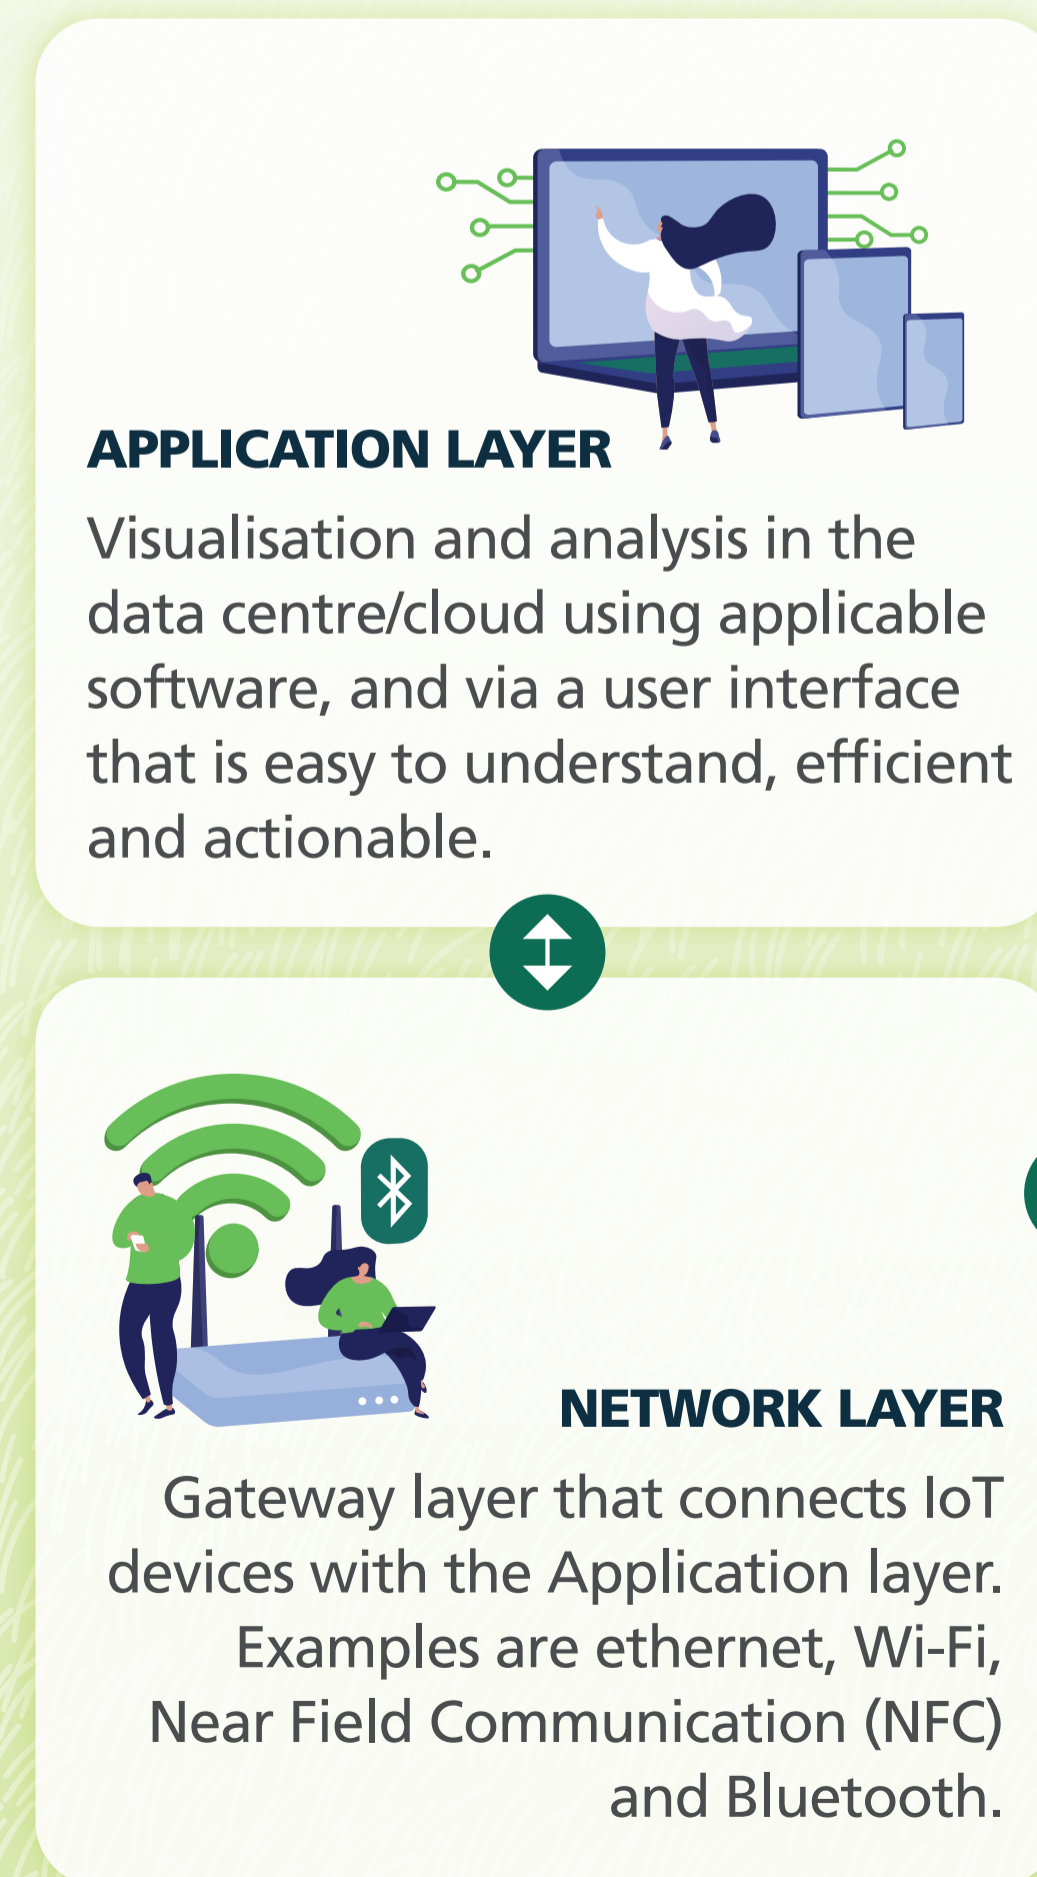 APPLICATION LAYER
Visualisation and analysis in the
data centre/cloud using applicable
software, and via a user interface
that is easy to understand, efficient
and actionable.
NETWORK LAYER
Gateway layer that connects IoT
devices with the Application layer.
Examples are ethernet, Wi-Fi,
Near Field Communication (NFC)
and Bluetooth.